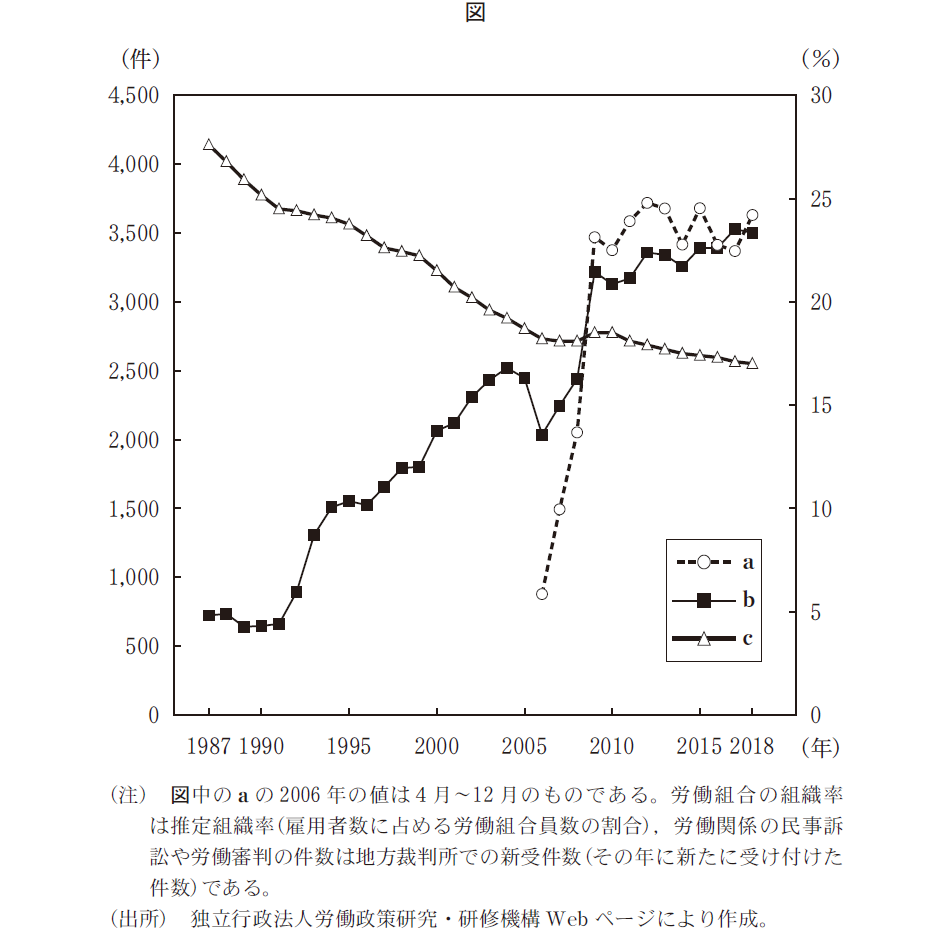 図
(件) (%)
4,500 30
4,000
25
3,500
3,000 20
2,500
15
2,000
1,500 10
a
1,000
b
5
c
500
0 0
1987 1990 1995 2000 2005 2010 2015 2018 (年)
(注) 図中の a の 2006 年の値は 4 月～12 月のものである。労働組合の組織率
は推定組織率(雇用者数に占める労働組合員数の割合)，労働関係の民事訴
訟や労働審判の件数は地方裁判所での新受件数(その年に新たに受け付けた
件数)である。
(出所) 独立行政法人労働政策研究・研修機構 Web ページにより作成。